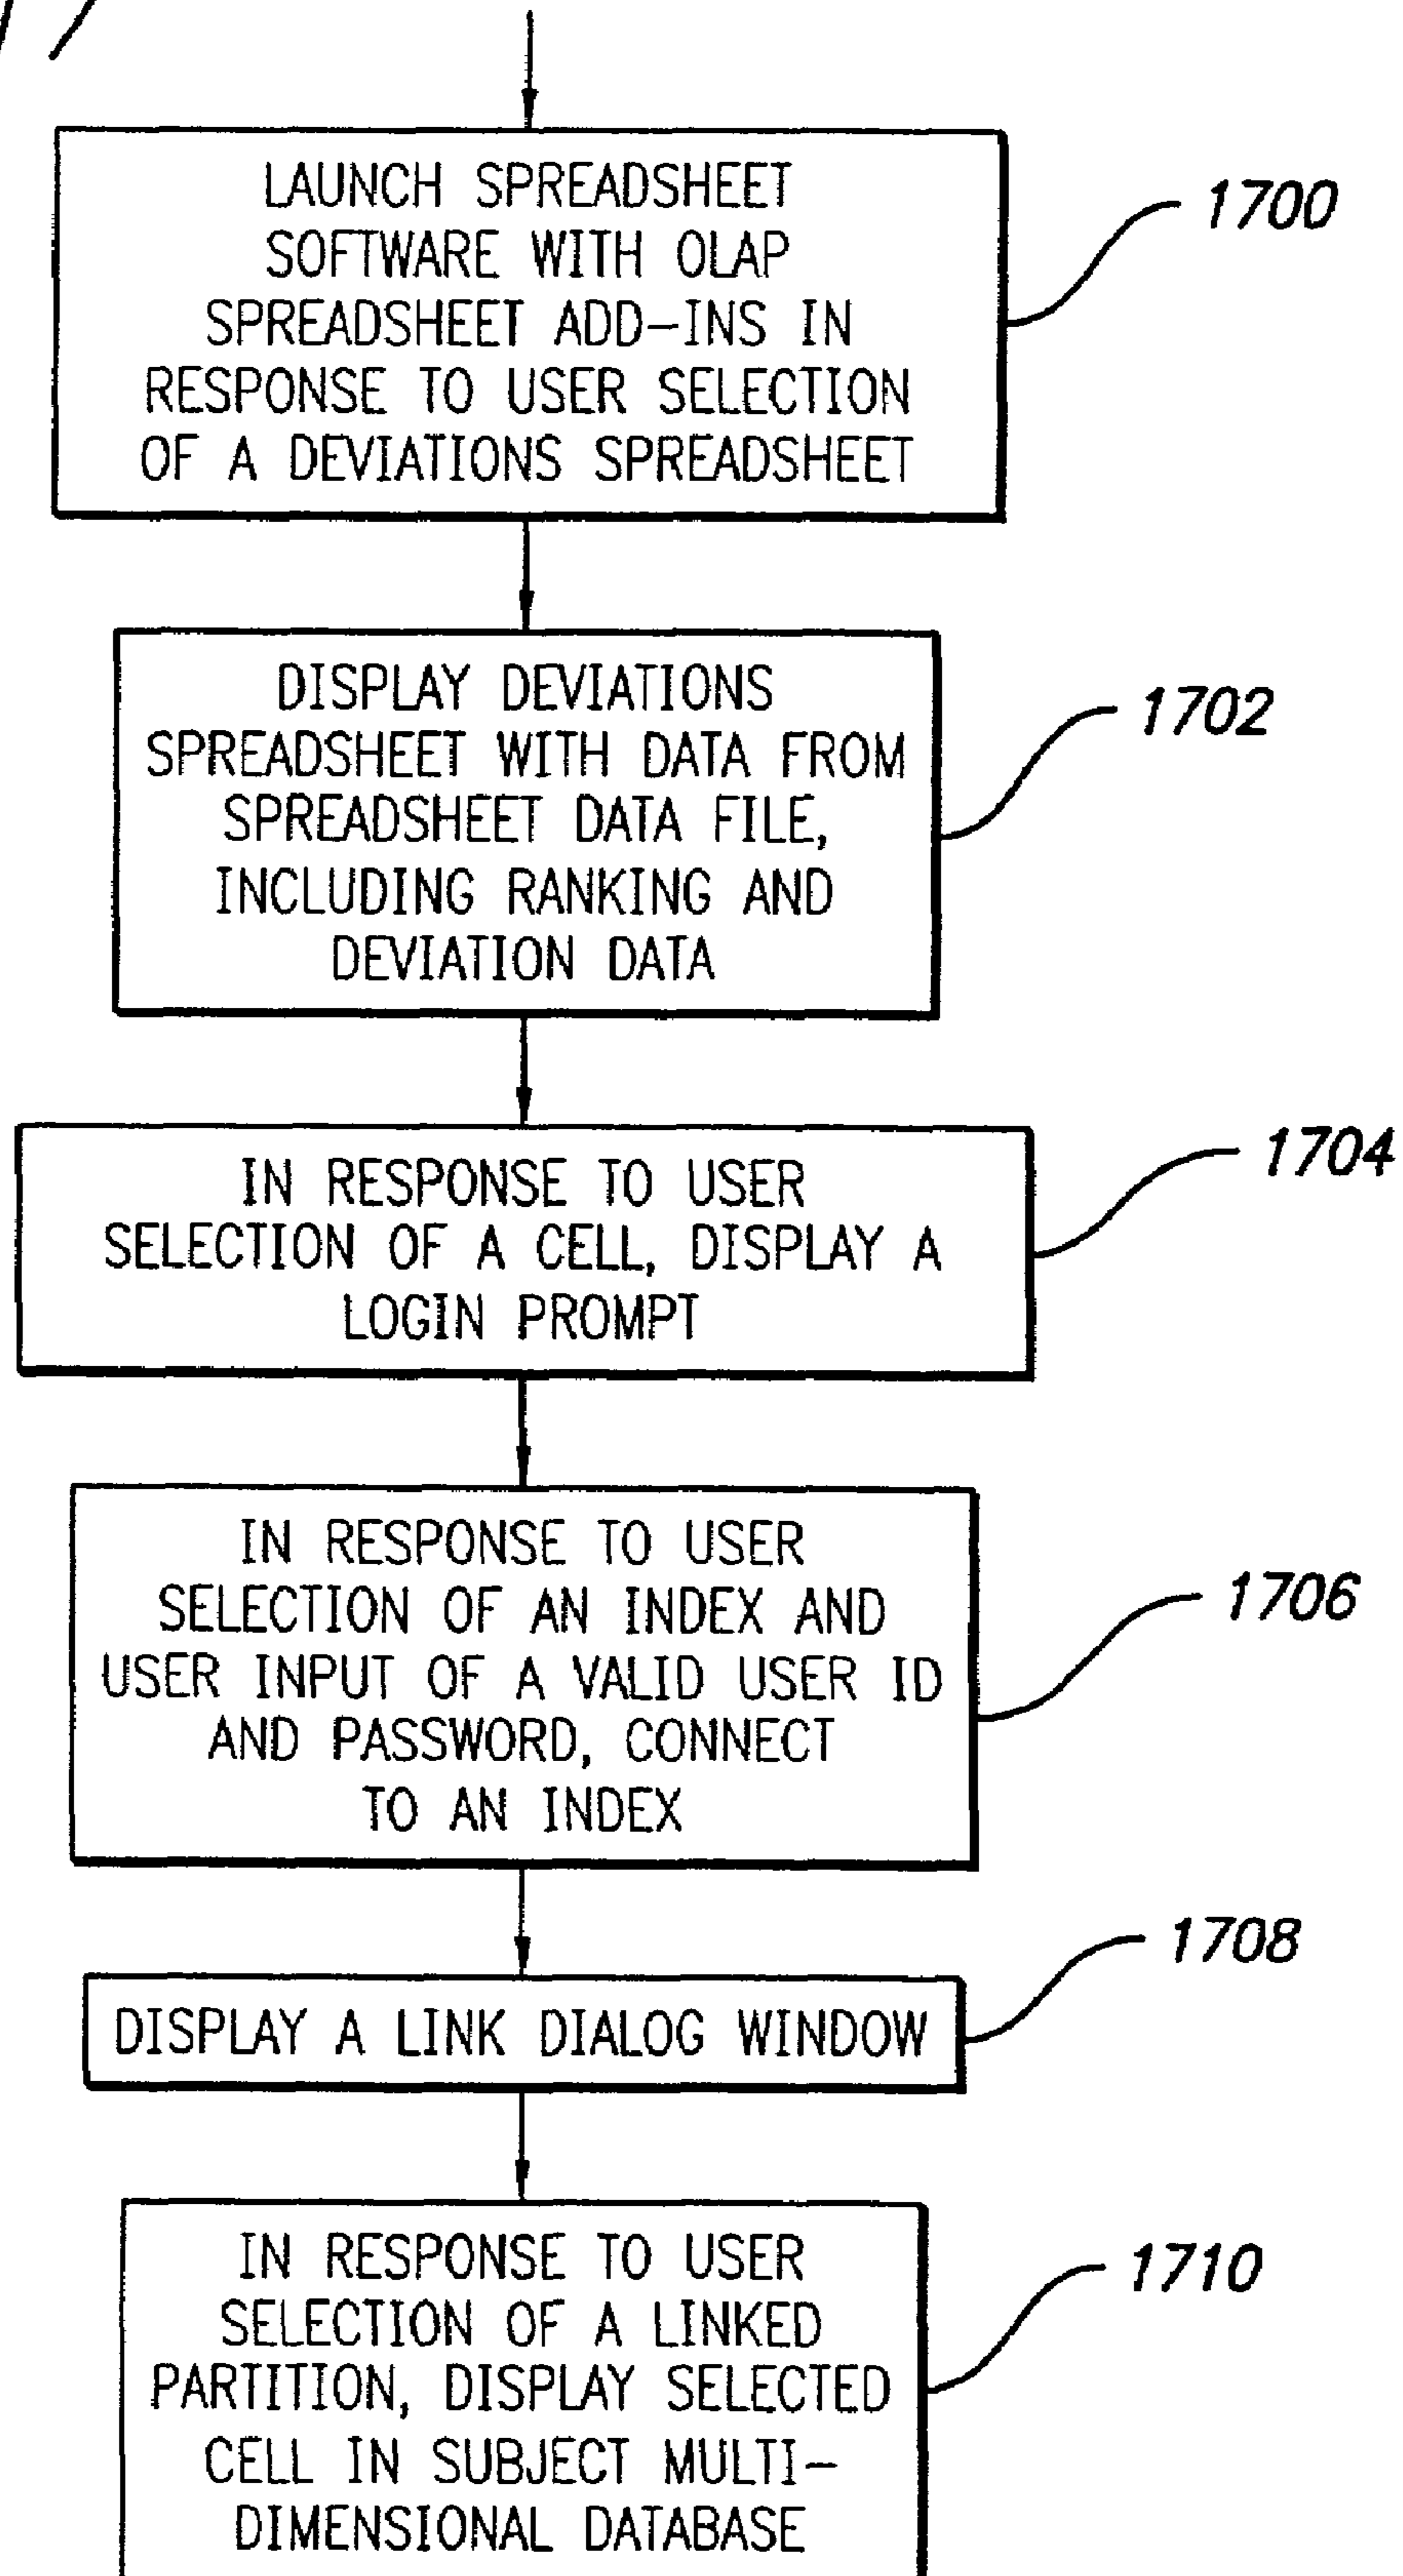 LAUNCH SPREADSHEET
SOFTWARE WITH OLAP
SPREADSHEET ADD-INS IN
RESPONSE TO USER SELECTION
OF A DEVIATIONS SPREADSHEET
1700
DISPLAY DEVIATIONS
SPREADSHEET WITH DATA FROM
SPREADSHEET DATA FILE,
INCLUDING RANKING AND
DEVIATION DATA
1702
IN RESPONSE TO USER
SELECTION OF A CELL, DISPLAY A
LOGIN PROMPT
1704
IN RESPONSE TO USER
SELECTION OF AN INDEX AND
USER INPUT OF A VALID USER ID
AND PASSWORD, CONNECT
TO AN INDEX
1706
DISPLAY A LINK DIALOG WINDOW
1708
IN RESPONSE TO USER
SELECTION OF A LINKED
PARTITION, DISPLAY SELECTED
CELL IN SUBJECT MULTI-
DIMENSIONAL DATABASE
1710